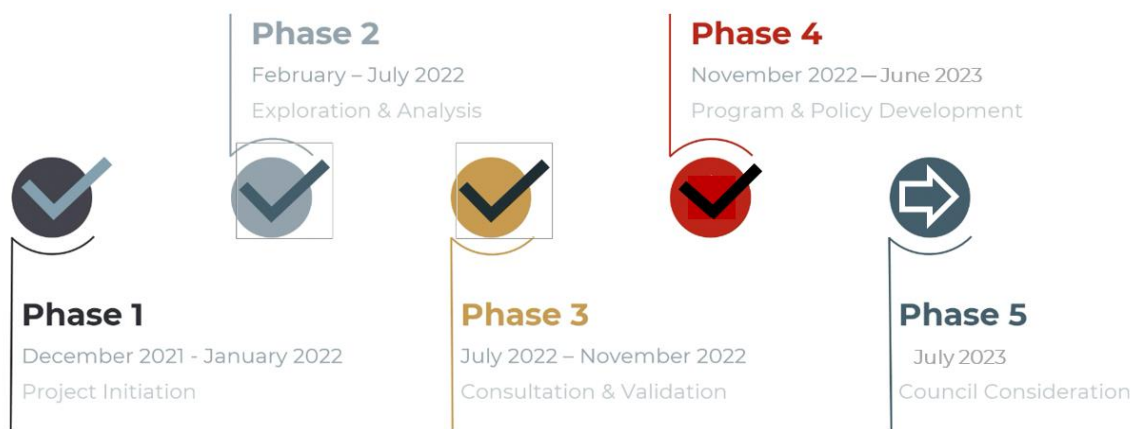 Phase 1
December 2021 - January 2022
Project Initiation
Phase 2
February – July 2022
Exploration & Analysis
Phase 3
July 2022 – November 2022
Consultation & Validation
Phase 4
November 2022 – June 2023
Program & Policy Development
Phase 5
July 2023
Council Consideration